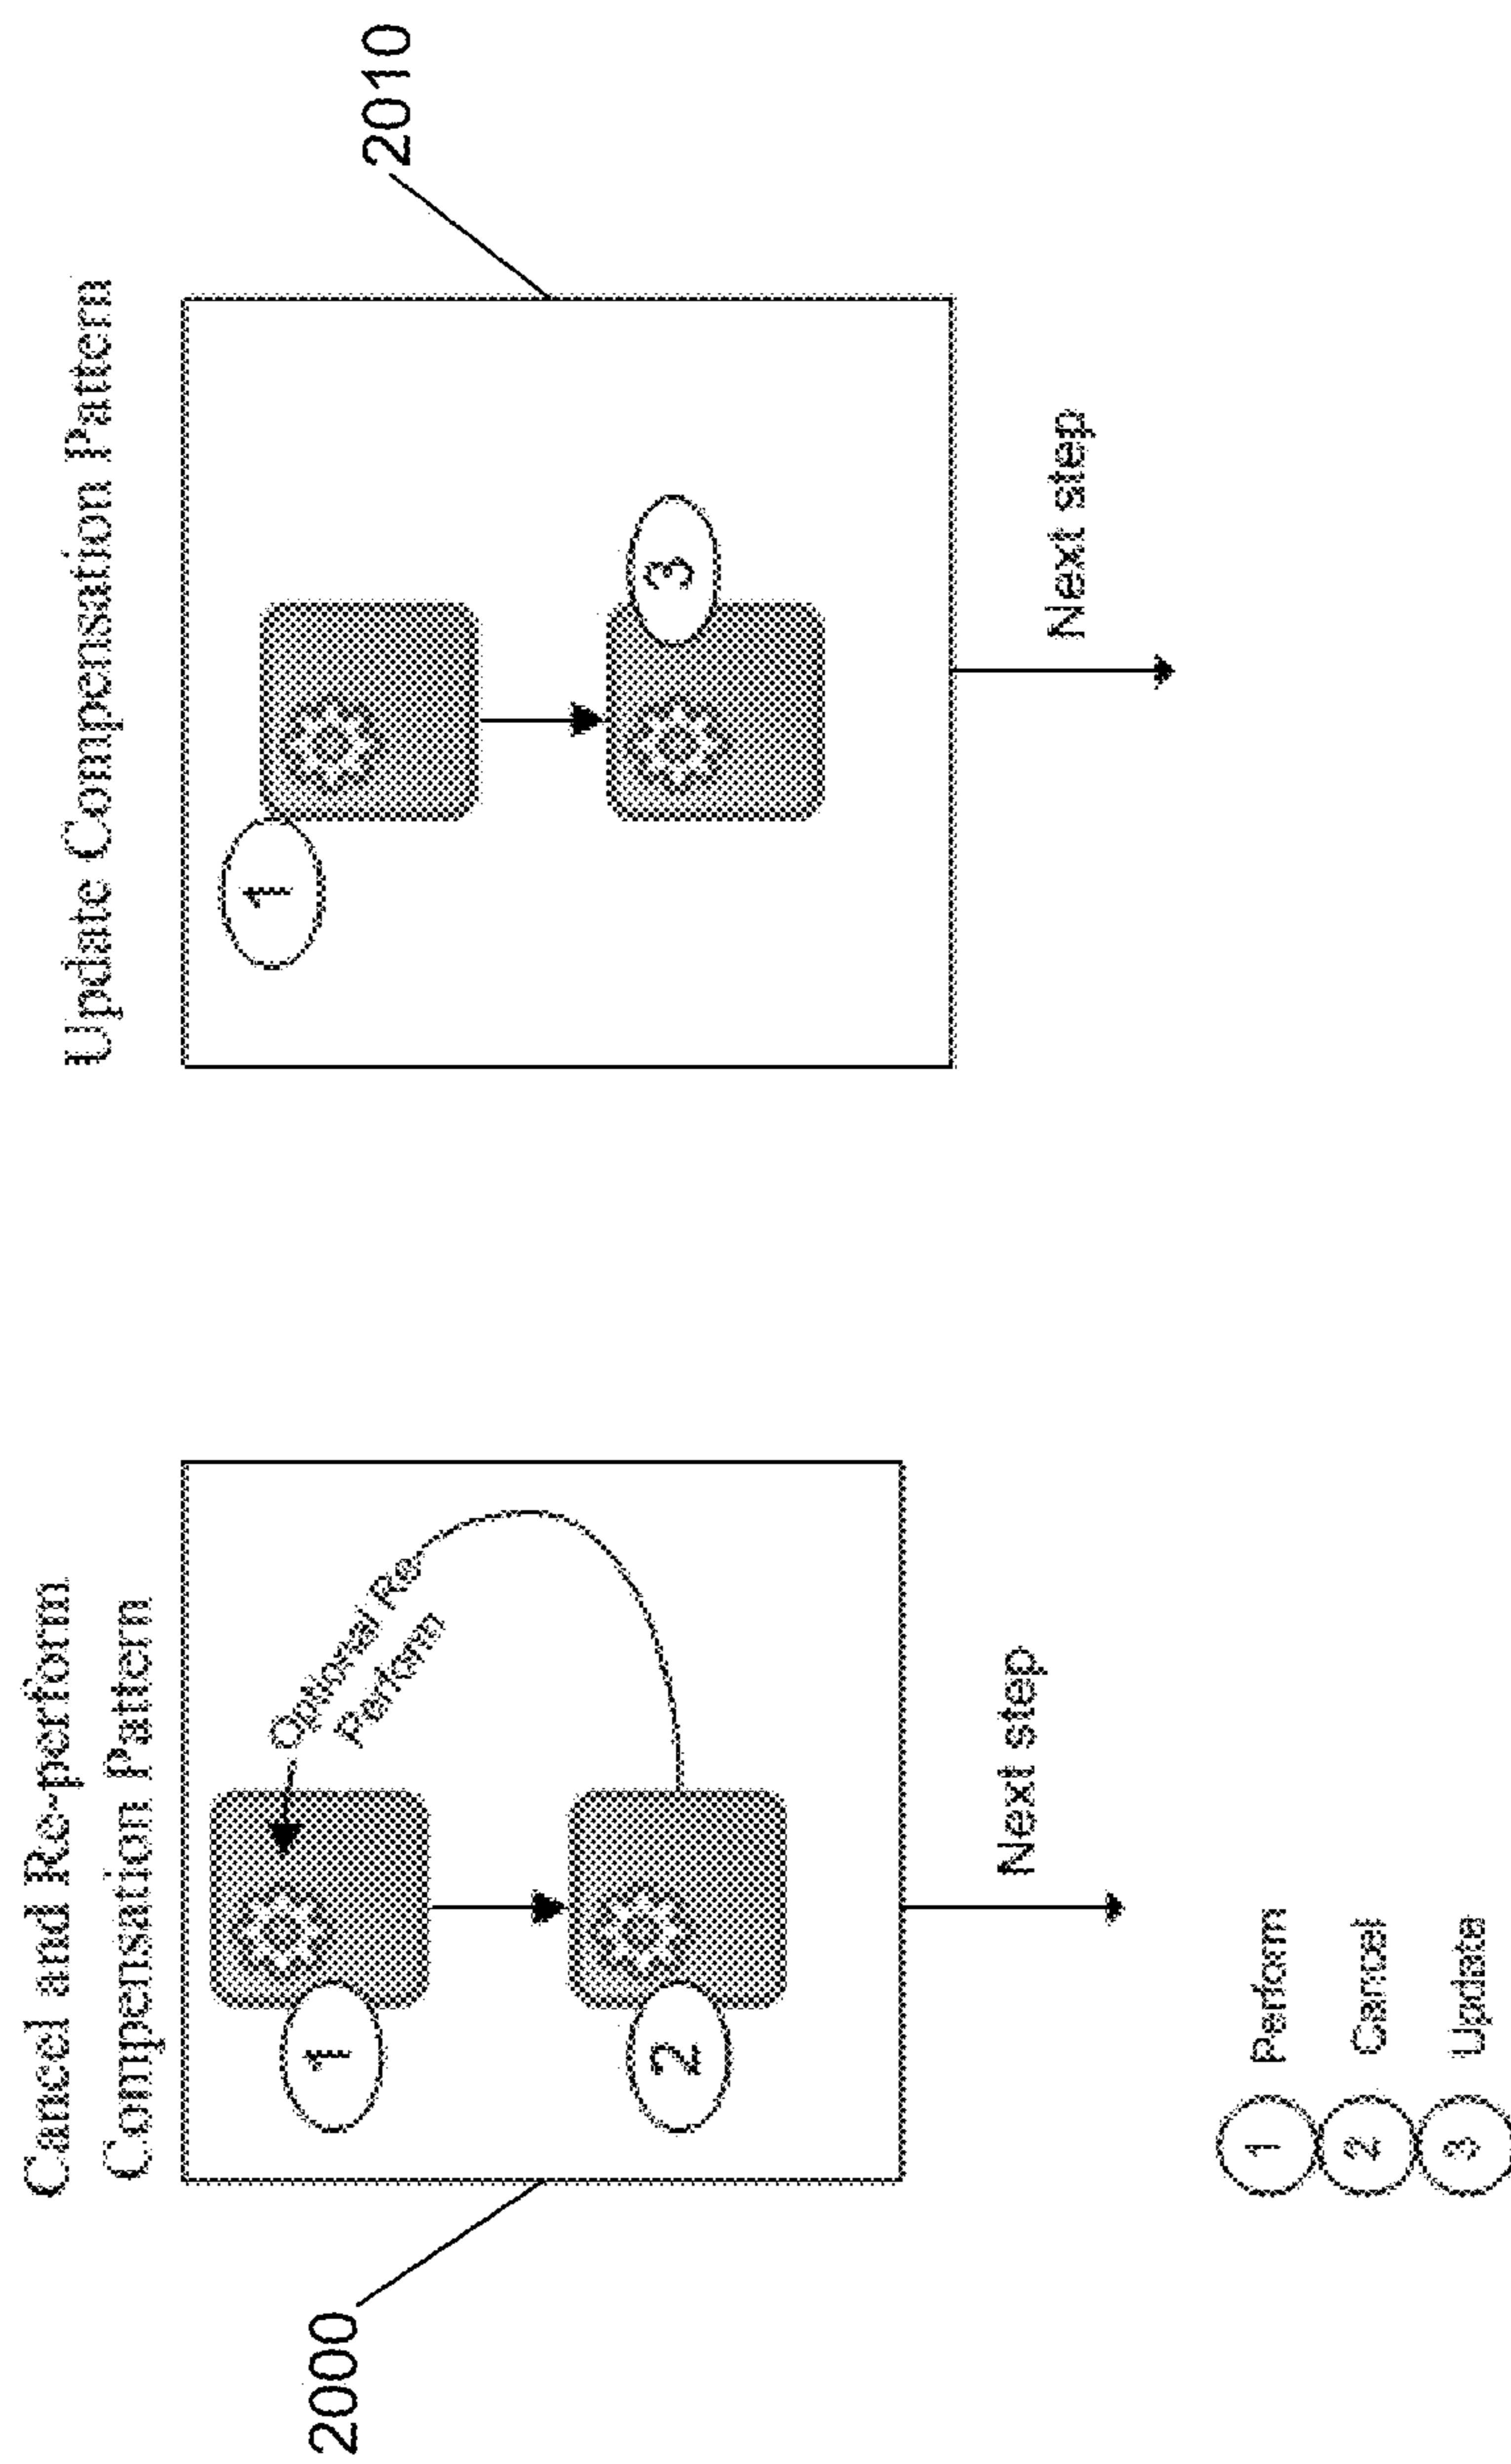 Cancel and Re-perform
Compensation Pattern
1
Optional Re
Perform
2
2000
Next step
Update Compensation Pattern
1
3
2010
Next step
1 Perform
2 Cancel
3 Update